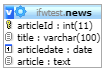 ifwtest.news
articleId : int(11)
title : varchar(100)
articledate : date
article : text